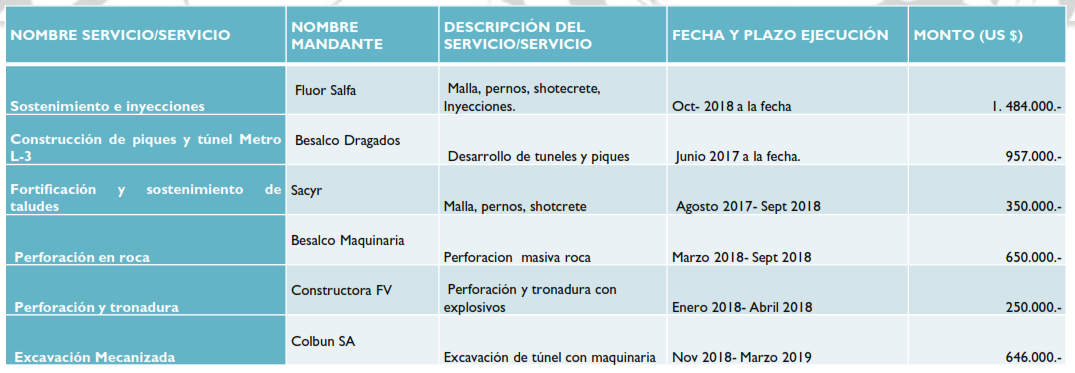 NOMBRE SERVICIO/SERVICIO
NOMBRE
MANDANTE
DESCRIPCIÓN DEL
SERVICIO/SERVICIO
FECHA Y PLAZO EJECUCIÓN
MONTO (US $)
Sostenimiento e inyecciones
Fluor Salfa
Malla, pernos, shotecrete,
Inyecciones.
Oct- 2018 a la fecha
1. 484.000.-
Construcción de piques y túnel Metro
L-3
Besalco Dragados
Desarrollo de tuneles y piques
Junio 2017 a la fecha.
957.000.-
Fortificación y sostenimiento de
taludes
Sacyr
Malla, pernos, shotcrete
Agosto 2017- Sept 2018
350.000.-
Perforación en roca
Besalco Maquinaria
Perforacion masiva roca
Marzo 2018- Sept 2018
650.000.-
Perforación y tronadura
Constructora FV
Perforación y tronadura con
explosivos
Enero 2018- Abril 2018
250.000.-
Excavación Mecanizada
Colbun SA
Excavación de túnel con maquinaria
Nov 2018- Marzo 2019
646.000.-